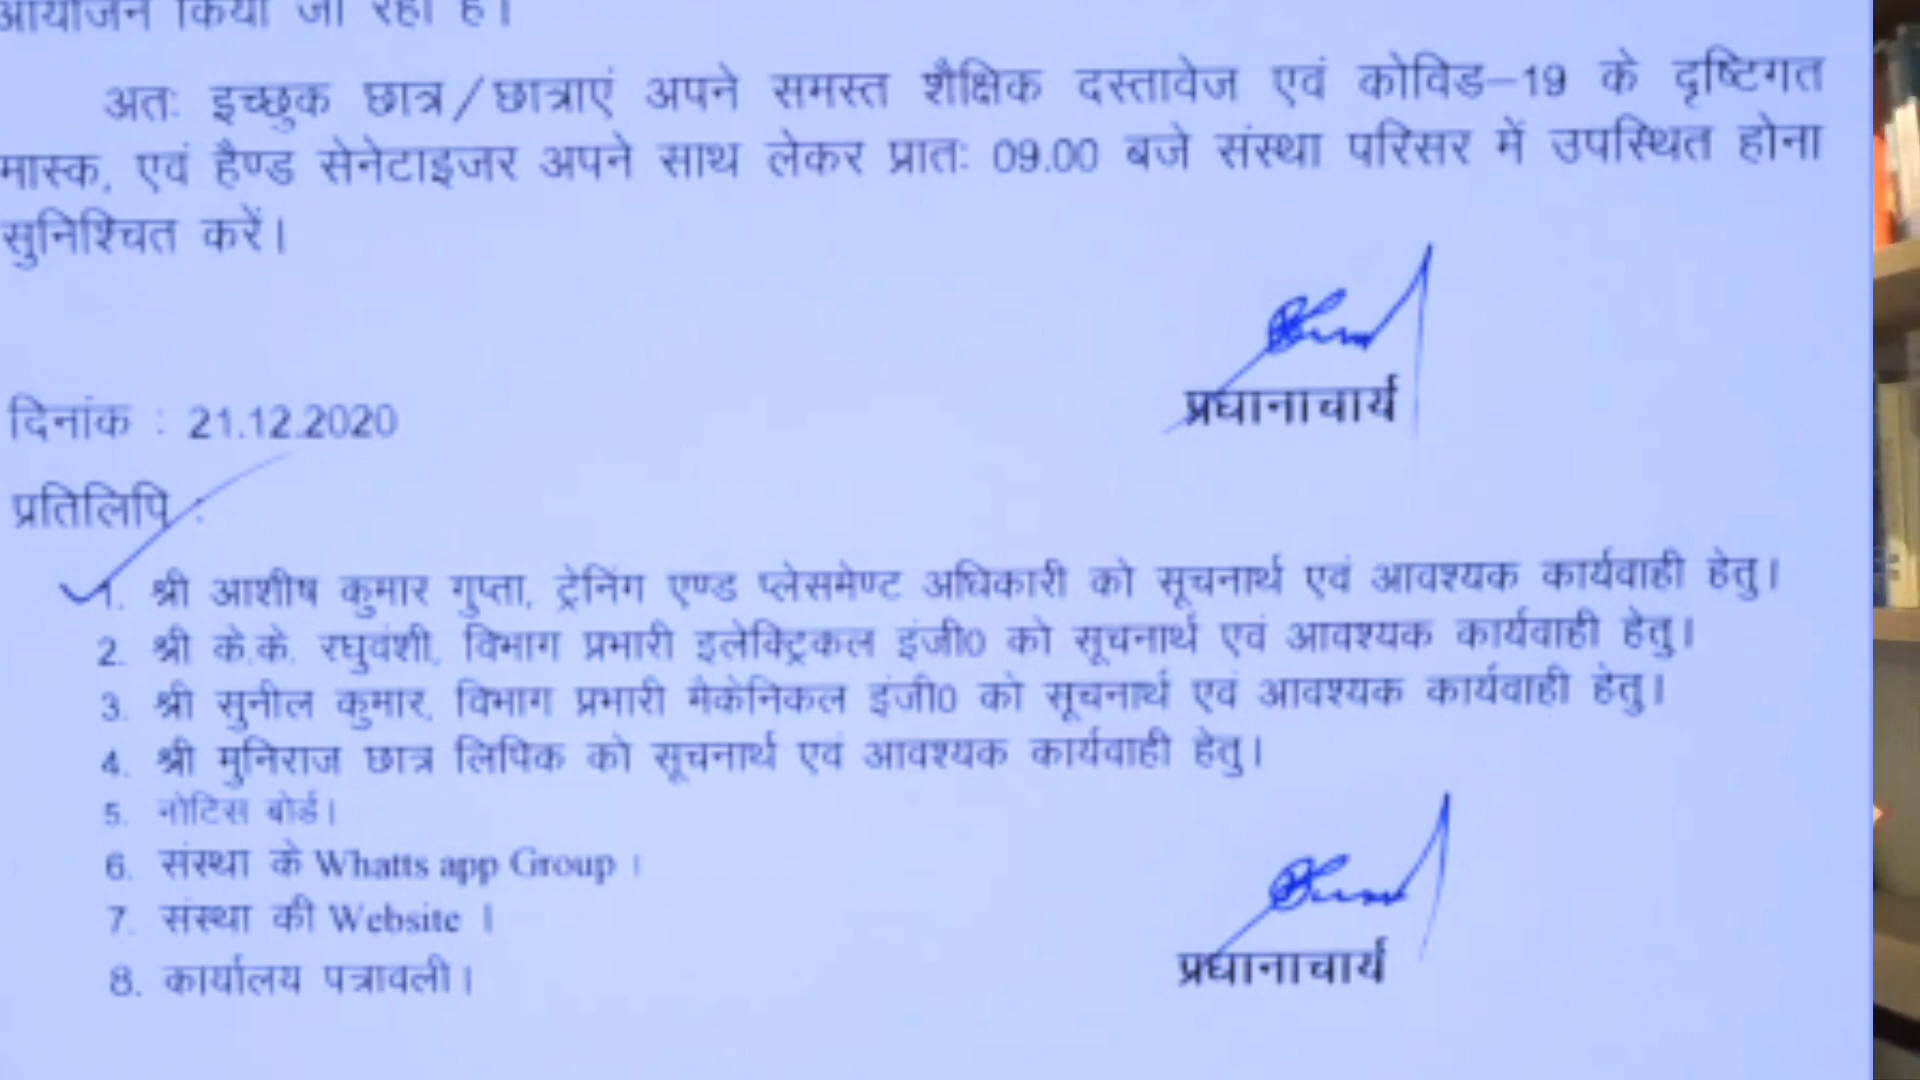 आयोजन किया जा रहा है।
अतः इच्छुक छात्र/छात्राएं अपने समस्त शैक्षिक दस्तावेज एवं कोविड–19 के दृष्टिगत
मास्क, एवं हैण्ड सेनेटाइजर अपने साथ लेकर प्रातः 09.00 बजे संस्था परिसर में उपस्थित होना
सुनिश्चित करें।
प्रधानाचार्य
दिनांक : 21.12.2020
प्रतिलिपि :
1. श्री आशीष कुमार गुप्ता, ट्रेनिंग एण्ड प्लेसमेण्ट अधिकारी को सूचनार्थ एवं आवश्यक कार्यवाही हेतु।
2. श्री के.के. रघुवंशी, विभाग प्रभारी इलेक्ट्रिकल इंजी0 को सूचनार्थ एवं आवश्यक कार्यवाही हेतु।
3. श्री सुनील कुमार, विभाग प्रभारी मैकेनिकल इंजी0 को सूचनार्थ एवं आवश्यक कार्यवाही हेतु।
4. श्री मुनिराज छात्र लिपिक को सूचनार्थ एवं आवश्यक कार्यवाही हेतु।
5. नोटिस बोर्ड।
6. संस्था के Whatts app Group ।
7. संस्था की Website ।
8. कार्यालय पत्रावली।
प्रधानाचार्य